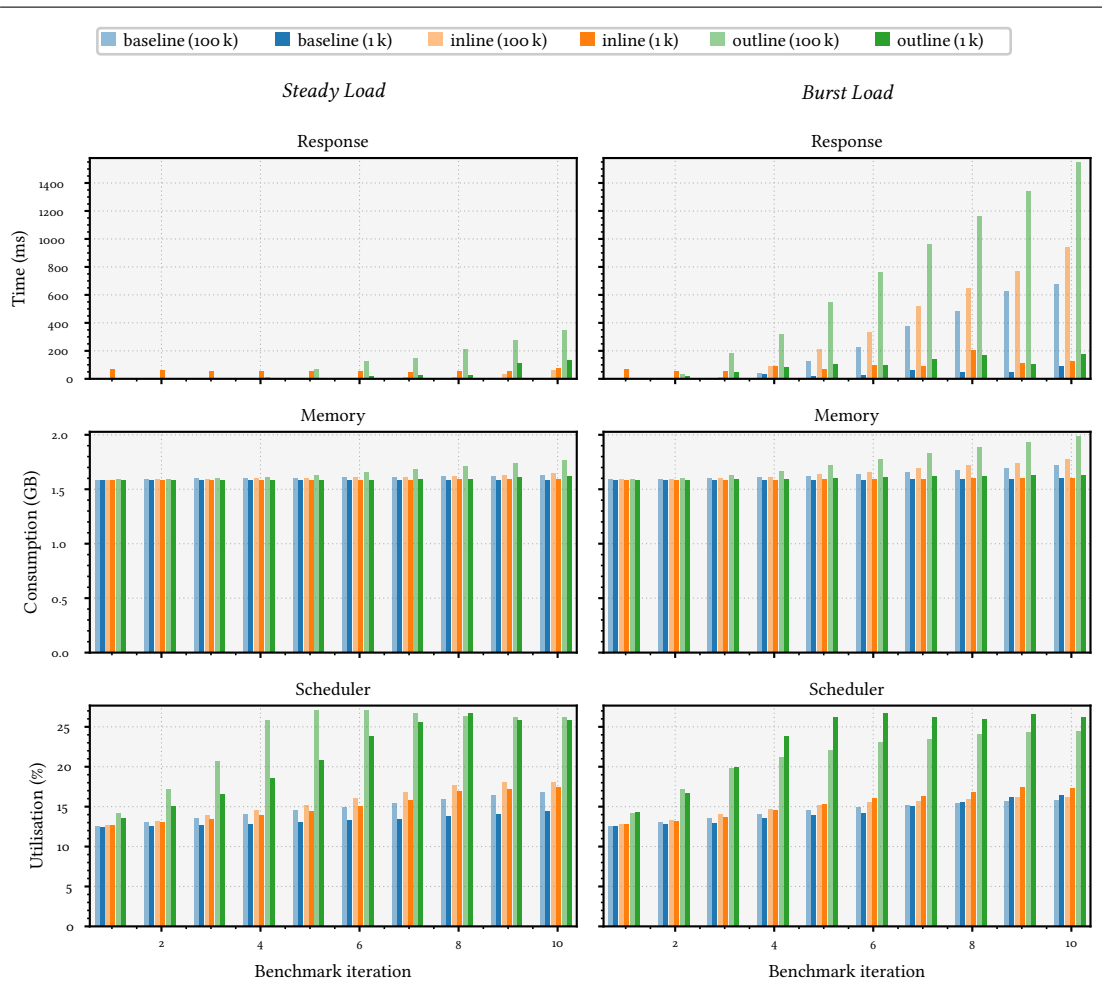 baseline (100 k) baseline (1 k) inline (100 k) inline (1 k) outline (100 k) outline (1 k)
Steady Load
Burst Load
Response
Response
Time (ms)
1400
1200
1000
800
600
400
200
0
Memory
Memory
Consumption (GB)
2.0
1.5
1.0
0.5
0.0
Scheduler
Scheduler
Utilisation (%)
25
20
15
10
5
0
2 4 6 8 10
2 4 6 8 10
Benchmark iteration
Benchmark iteration